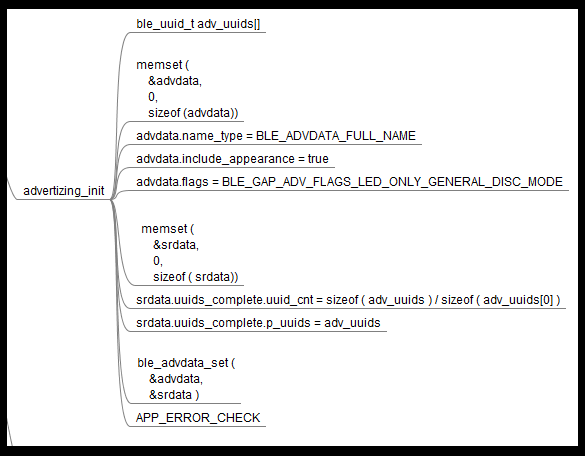 ble_uuid_t adv_uuids[]
memset (
&advdata,
0,
sizeof (advdata))
advdata.name_type = BLE_ADVDATA_FULL_NAME
advdata.include_appearance = true
advdata.flags = BLE_GAP_ADV_FLAGS_LED_ONLY_GENERAL_DISC_MODE
advertizing_init
memset (
&srdata,
0,
sizeof ( srdata))
srdata.uuids_complete.uuid_cnt = sizeof ( adv_uuids ) / sizeof ( adv_uuids[0] )
srdata.uuids_complete.p_uuids = adv_uuids
ble_advdata_set (
&advdata,
&srdata )
APP_ERROR_CHECK